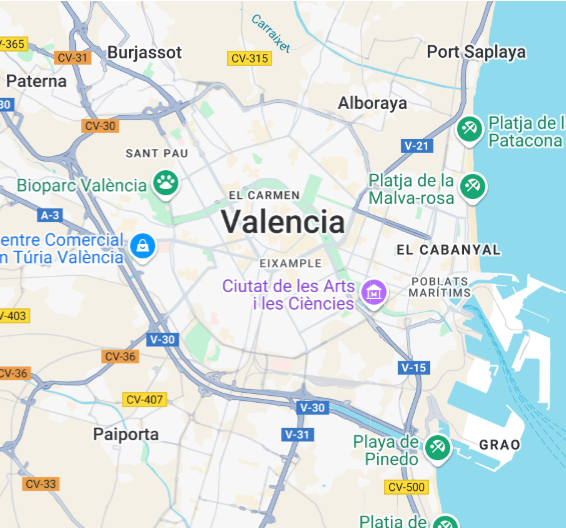 Carraixet
V-365
CV-31
Burjassot
CV-315
Port Saplaya
Paterna
Alboraya
CV-30
V-21
Platja de l
Patacona
SANT PAU
Bioparc València
EL CARMEN
Platja de la
Malva-rosa
A-3
Valencia
entre Comercial
n Túria València
EIXAMPLE
EL CABANYAL
Ciutat de les Arts
i les Ciències
POBLATS
MARÍTIMS
V-403
V-30
CV-36
CV-36
V-15
CV-407
V-30
Paiporta
V-31
Playa de
Pinedo
GRAO
CV-33
CV-500
Platja de